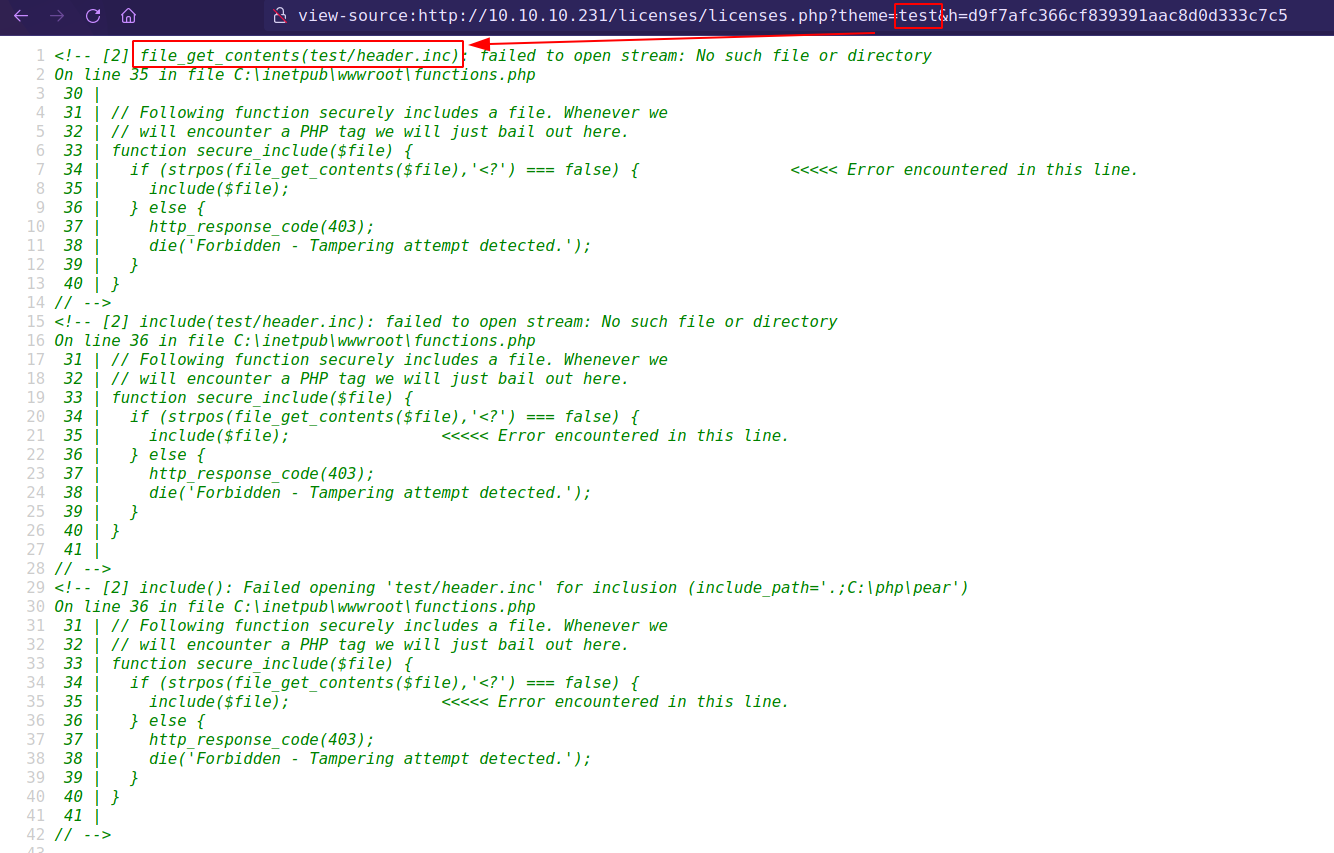 view-source:http://10.10.10.231/licenses/licenses.php?theme=test&h=d9f7afc366cf839391aac8d0d333c7c5
1 <!-- [2] file_get_contents(test/header.inc): failed to open stream: No such file or directory
2 On line 35 in file C:\inetpub\wwwroot\functions.php
3  30 |
4  31 | // Following function securely includes a file. Whenever we
5  32 | // will encounter a PHP tag we will just bail out here.
6  33 | function secure_include($file) {
7  34 |   if (strpos(file_get_contents($file),'<?') === false) {                <<<<< Error encountered in this line.
8  35 |     include($file);
9  36 |   } else {
10  37 |     http_response_code(403);
11  38 |     die('Forbidden - Tampering attempt detected.');
12  39 |   }
13  40 | }
14 // -->
15 <!-- [2] include(test/header.inc): failed to open stream: No such file or directory
16 On line 36 in file C:\inetpub\wwwroot\functions.php
17  31 | // Following function securely includes a file. Whenever we
18  32 | // will encounter a PHP tag we will just bail out here.
19  33 | function secure_include($file) {
20  34 |   if (strpos(file_get_contents($file),'<?') === false) {
21  35 |     include($file);                <<<<< Error encountered in this line.
22  36 |   } else {
23  37 |     http_response_code(403);
24  38 |     die('Forbidden - Tampering attempt detected.');
25  39 |   }
26  40 | }
27  41 |
28 // -->
29 <!-- [2] include(): Failed opening 'test/header.inc' for inclusion (include_path='.;C:\php\pear')
30 On line 36 in file C:\inetpub\wwwroot\functions.php
31  31 | // Following function securely includes a file. Whenever we
32  32 | // will encounter a PHP tag we will just bail out here.
33  33 | function secure_include($file) {
34  34 |   if (strpos(file_get_contents($file),'<?') === false) {
35  35 |     include($file);                <<<<< Error encountered in this line.
36  36 |   } else {
37  37 |     http_response_code(403);
38  38 |     die('Forbidden - Tampering attempt detected.');
39  39 |   }
40  40 | }
41  41 |
42 // -->